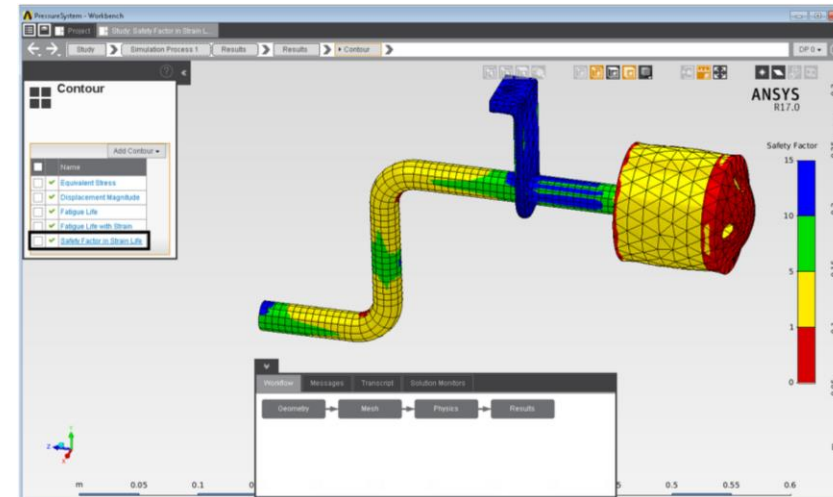 PressureSystem - Workbench
Project Study: Safety Factor in Strain L...
Study Simulation Process 1 Results Results Contour DP 0
Contour
Add Contour
Name
Equivalent Stress
Displacement Magnitude
Fatigue Life
Fatigue Life with Strain
Safety Factor in Strain Life
ANSYS
R17.0
Safety Factor
15
10
5
1
0
Workflow Messages Transcript Solution Monitors
Geometry Mesh Physics Results
Y
Z
X
m 0.05 0.1 0 5 0.5 0.55 0.6